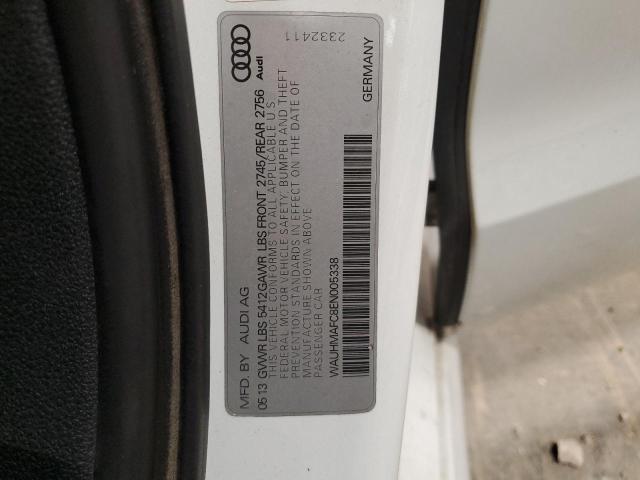 MFD. BY AUDI AG
Audi
2332411
05 13 GVWR LBS 5412 GAWR LBS FRONT 2745/REAR 2756
THIS VEHICLE CONFORMS TO ALL APPLICABLE U S
FEDERAL MOTOR VEHICLE SAFETY, BUMPER AND THEFT
PREVENTION STANDARDS IN EFFECT ON THE DATE OF
MANUFACTURE SHOWN ABOVE
PASSENGER CAR
WAUHMAFC8EN005338
GERMANY